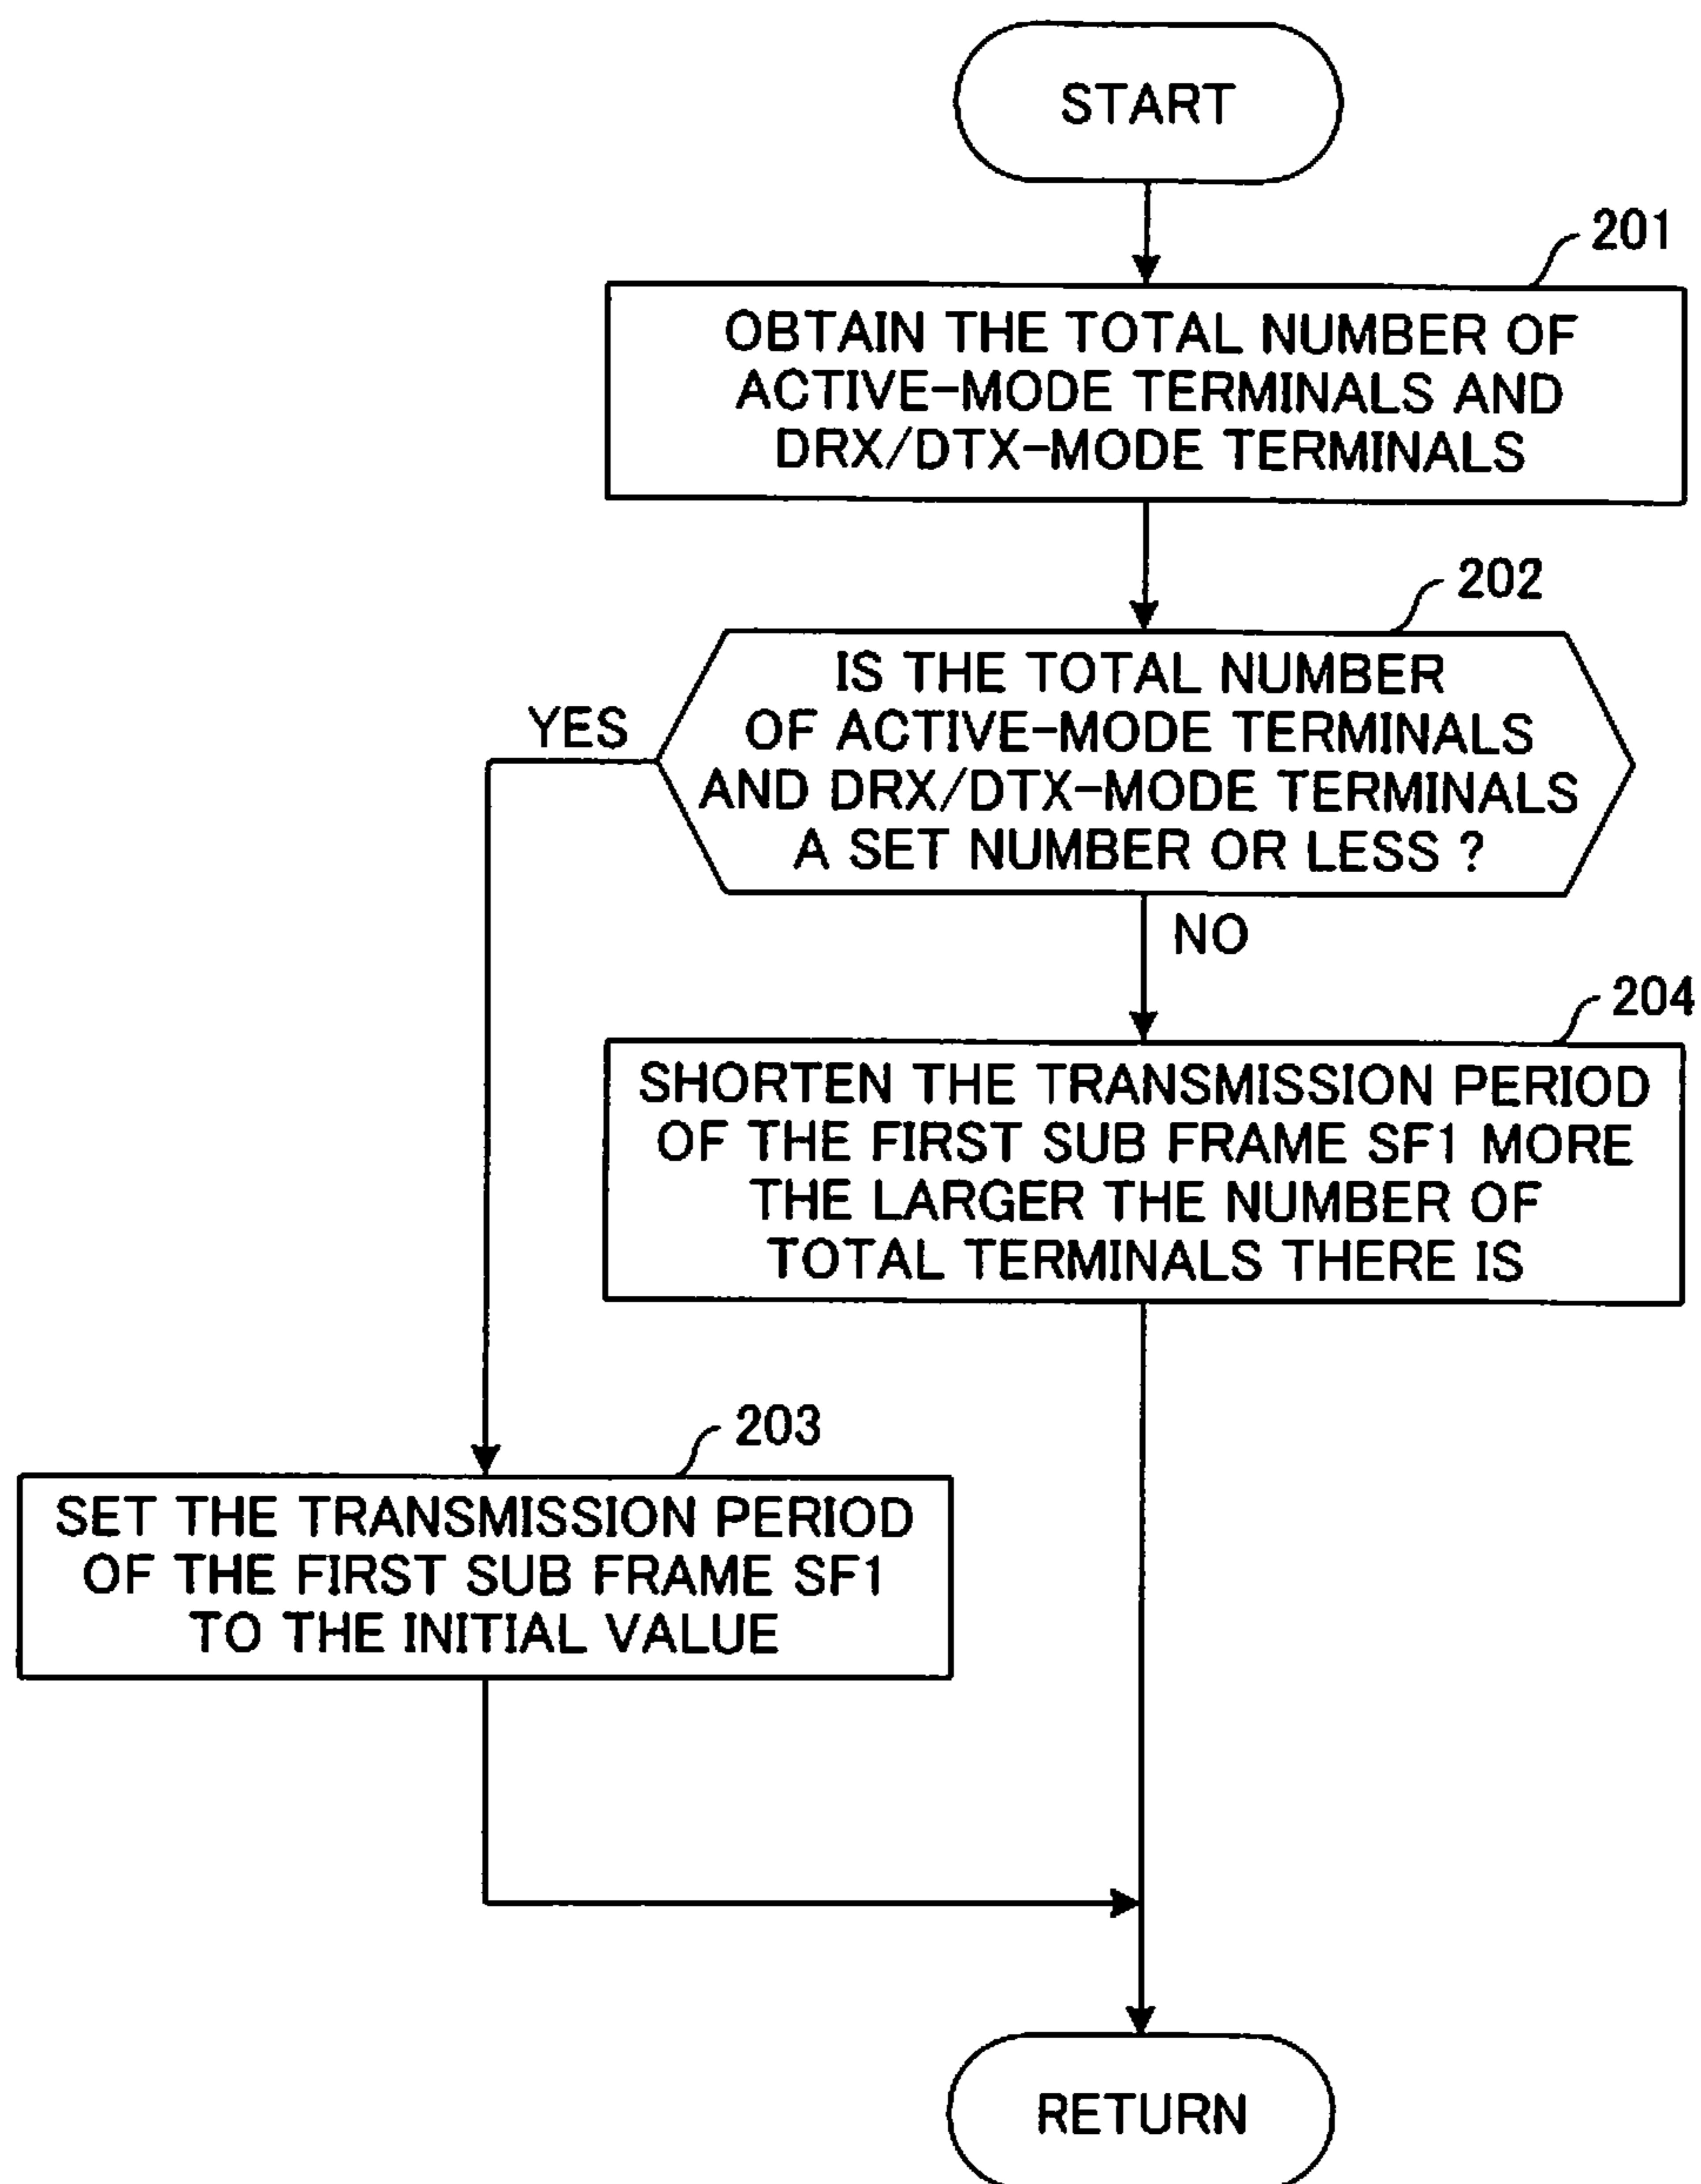 START
201
OBTAIN THE TOTAL NUMBER OF
ACTIVE-MODE TERMINALS AND
DRX/DTX-MODE TERMINALS
202
IS THE TOTAL NUMBER
OF ACTIVE-MODE TERMINALS
AND DRX/DTX-MODE TERMINALS
A SET NUMBER OR LESS ?
YES
NO
204
SHORTEN THE TRANSMISSION PERIOD
OF THE FIRST SUB FRAME SF1 MORE
THE LARGER THE NUMBER OF
TOTAL TERMINALS THERE IS
203
SET THE TRANSMISSION PERIOD
OF THE FIRST SUB FRAME SF1
TO THE INITIAL VALUE
RETURN